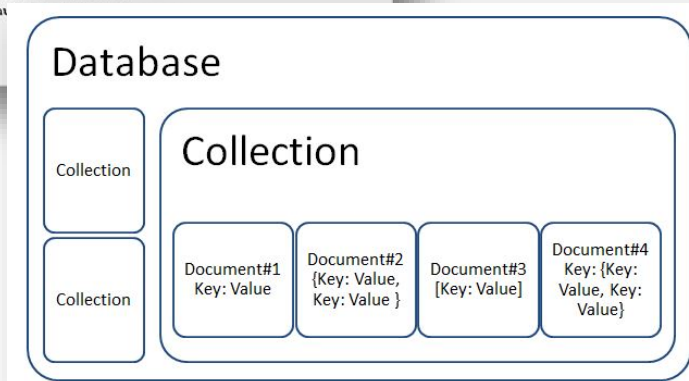 Database
Collection
Collection
Collection
Document#1
Key: Value
Document#2
{Key: Value,
Key: Value }
Document#3
[Key: Value]
Document#4
Key: {Key:
Value, Key:
Value}